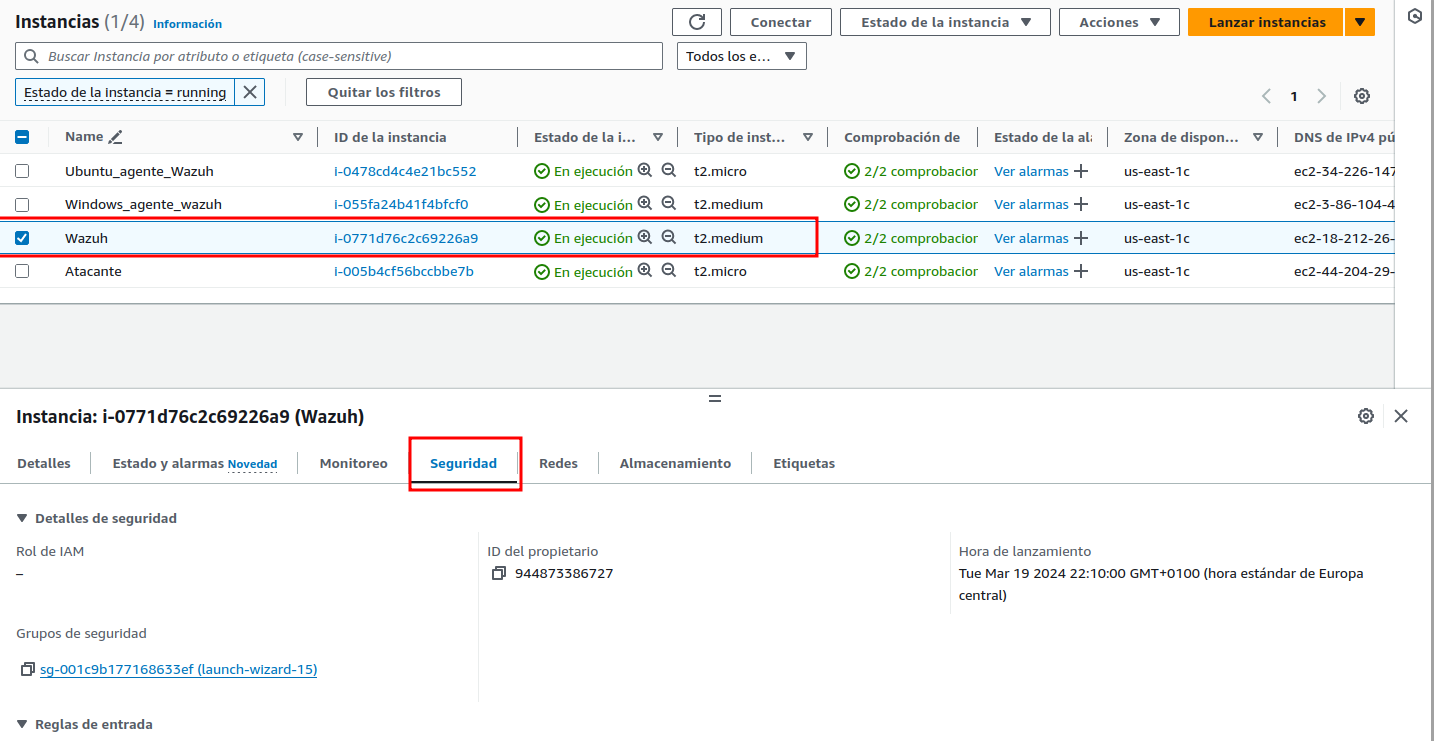 Instancias (1/4) Información
Conectar Estado de la instancia Acciones Lanzar instancias
Buscar Instancia por atributo o etiqueta (case-sensitive) Todos los e...
Estado de la instancia = running Quitar los filtros 1
Name ID de la instancia Estado de la i... Tipo de inst... Comprobación de Estado de la al Zona de dispon... DNS de IPv4 pú
Ubuntu_agente_Wazuh i-0478cd4c4e21bc552 En ejecución t2.micro 2/2 comprobacior Ver alarmas us-east-1c ec2-34-226-147
Windows_agente_wazuh i-055fa24b41f4bfcf0 En ejecución t2.medium 2/2 comprobacior Ver alarmas us-east-1c ec2-3-86-104-4
Wazuh i-0771d76c2c69226a9 En ejecución t2.medium 2/2 comprobacior Ver alarmas us-east-1c ec2-18-212-26-
Atacante i-005b4cf56bccbbe7b En ejecución t2.micro 2/2 comprobacior Ver alarmas us-east-1c ec2-44-204-29-
Instancia: i-0771d76c2c69226a9 (Wazuh)
Detalles Estado y alarmas Novedad Monitoreo Seguridad Redes Almacenamiento Etiquetas
Detalles de seguridad
Rol de IAM ID del propietario Hora de lanzamiento
– 944873386727 Tue Mar 19 2024 22:10:00 GMT+0100 (hora estándar de Europa
central)
Grupos de seguridad
sg-001c9b177168633ef (launch-wizard-15)
Reglas de entrada